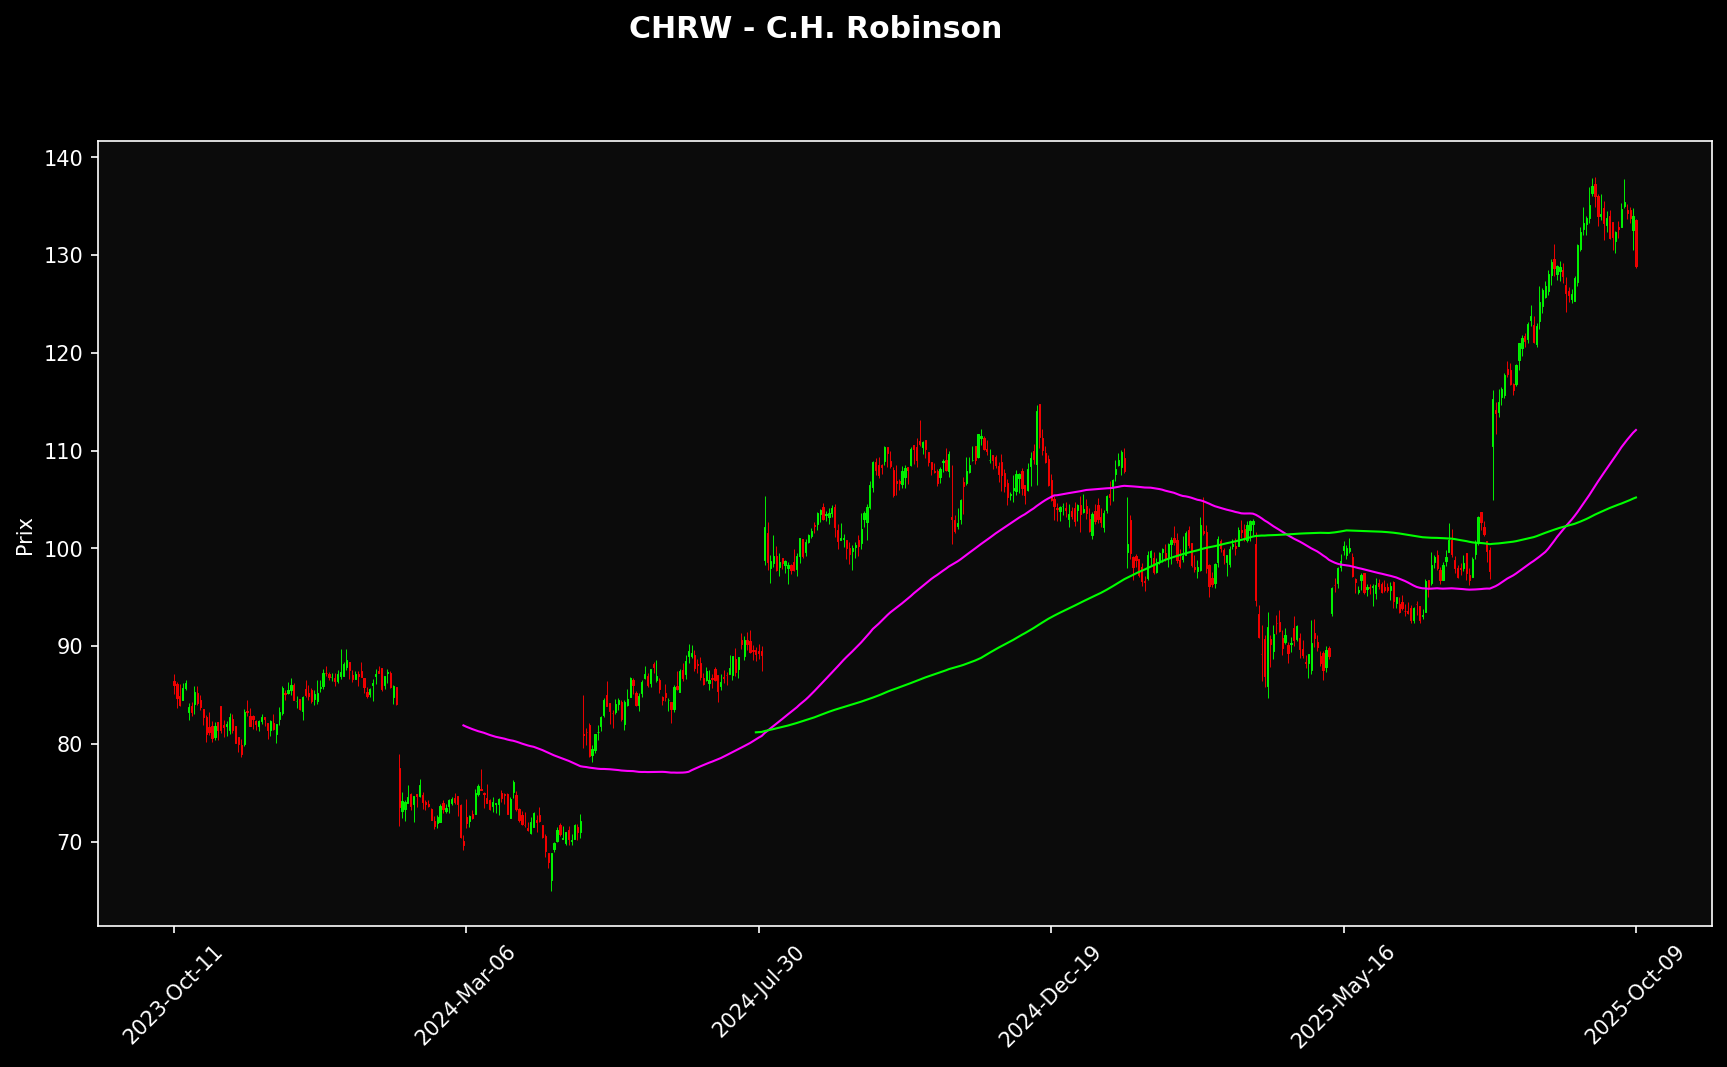 CHRW - C.H. Robinson
Prix
140
130
120
110
100
90
80
70
2023-Oct-11
2024-Mar-06
2024-Jul-30
2024-Dec-19
2025-May-16
2025-Oct-09